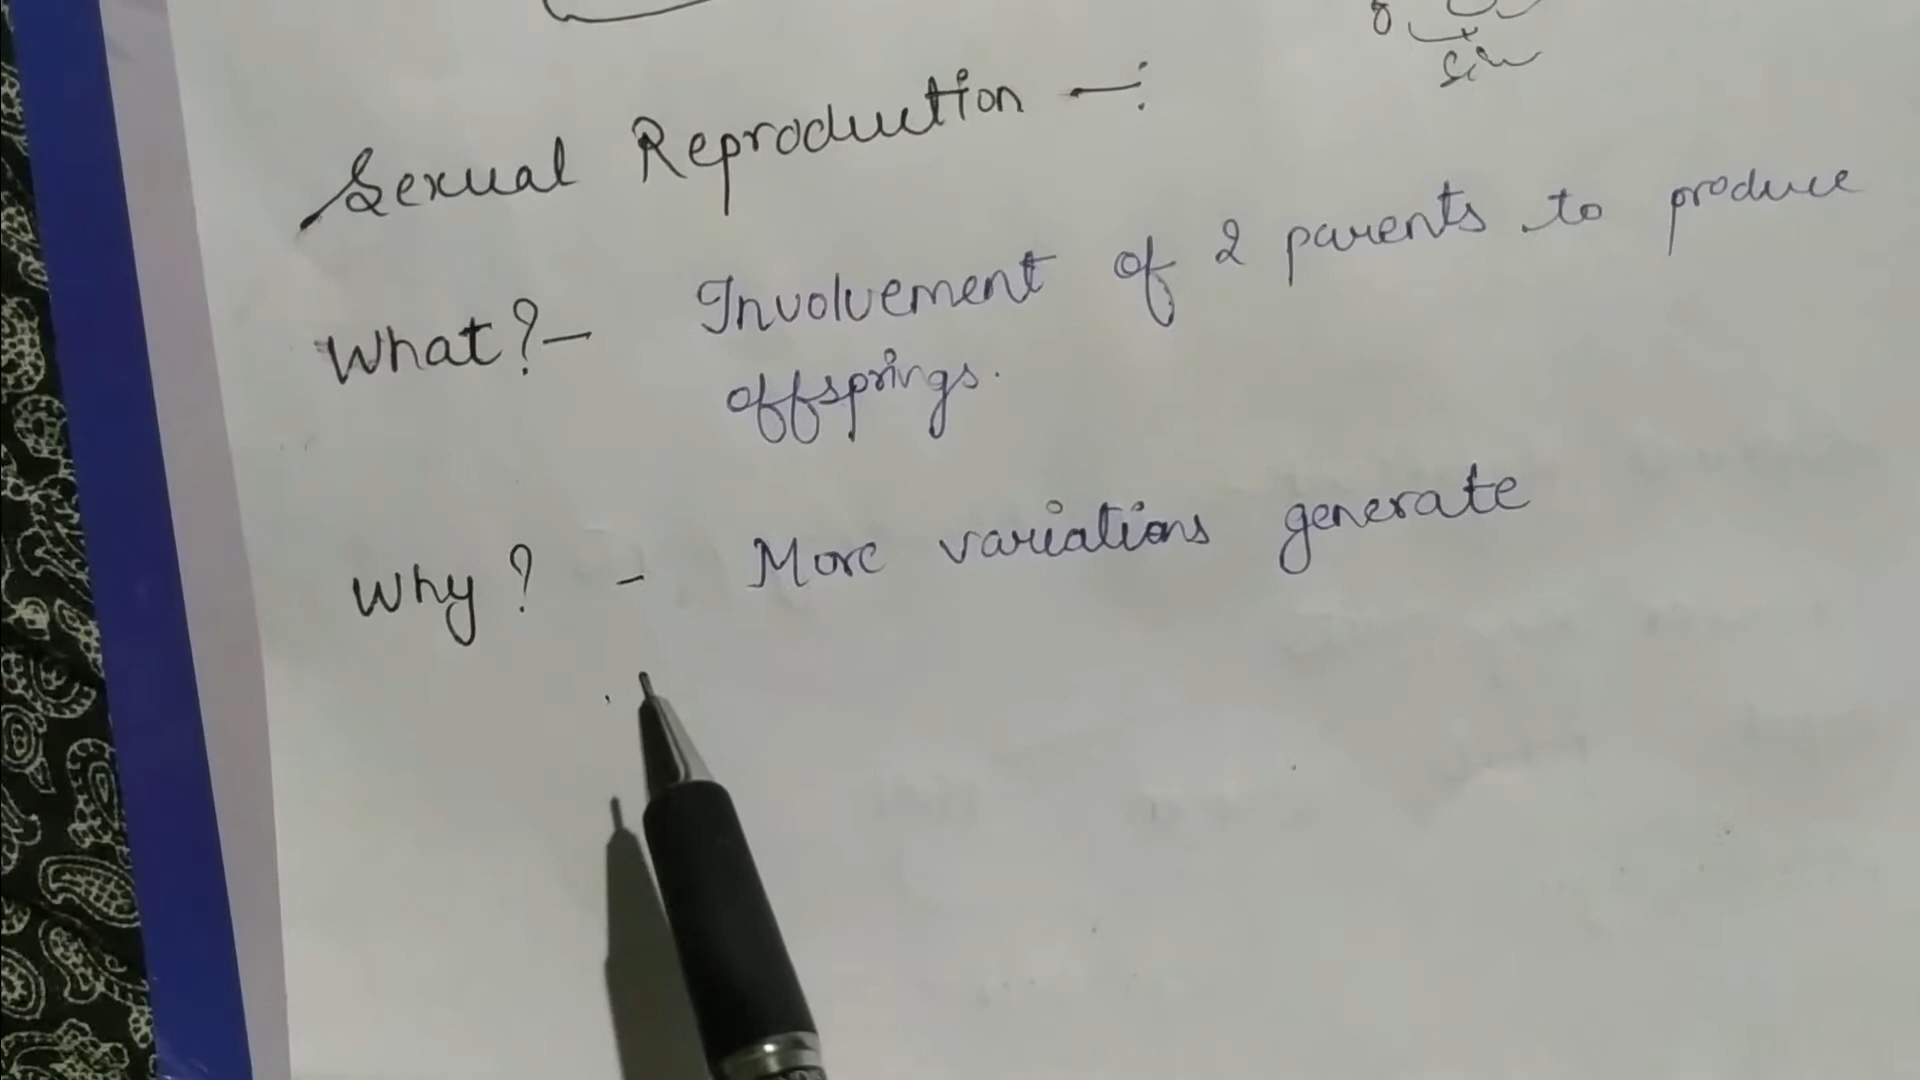 Sexual Reproduction —:
What? — Involvement of 2 parents to produce
offsprings.
Why? - More variations generate